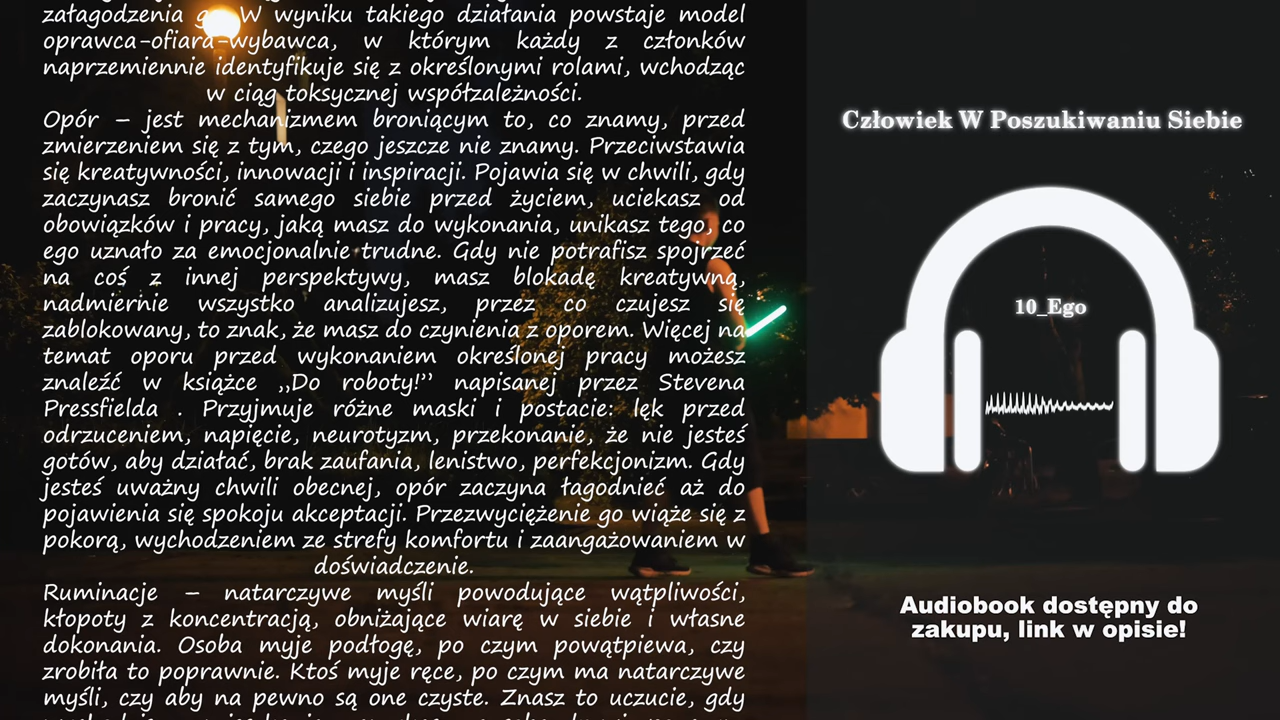 załagodzenia go. W wyniku takiego działania powstaje model
oprawca-ofiara-wybawca, w którym każdy z członków
naprzemiennie identyfikuje się z określonymi rolami, wchodząc
w ciąg toksycznej współzależności.
Opór – jest mechanizmem broniącym to, co znamy, przed
zmierzeniem się z tym, czego jeszcze nie znamy. Przeciwstawia
się kreatywności, innowacji i inspiracji. Pojawia się w chwili, gdy
zaczynasz bronić samego siebie przed życiem, uciekasz od
obowiązków i pracy, jaką masz do wykonania, unikasz tego, co
ego uznało za emocjonalnie trudne. Gdy nie potrafisz spojrzeć
na coś z innej perspektywy, masz blokadę kreatywną,
nadmiernie wszystko analizujesz, przez co czujesz się
zablokowany, to znak, że masz do czynienia z oporem. Więcej na
temat oporu przed wykonaniem określonej pracy możesz
znaleźć w książce „Do roboty!” napisanej przez Stevena
Pressfielda . Przyjmuje różne maski i postacie: lęk przed
odrzuceniem, napięcie, neurotyzm, przekonanie, że nie jesteś
gotów, aby działać, brak zaufania, lenistwo, perfekcjonizm. Gdy
jesteś uważny chwili obecnej, opór zaczyna łagodnieć aż do
pojawienia się spokoju akceptacji. Przezwyciężenie go wiąże się z
pokorą, wychodzeniem ze strefy komfortu i zaangażowaniem w
doświadczenie.
Ruminacje – natarczywe myśli powodujące wątpliwości,
kłopoty z koncentracją, obniżające wiarę w siebie i własne
dokonania. Osoba myje podłogę, po czym powątpiewa, czy
zrobiła to poprawnie. Ktoś myje ręce, po czym ma natarczywe
myśli, czy aby na pewno są one czyste. Znasz to uczucie, gdy
Człowiek W Poszukiwaniu Siebie
10_Ego
Audiobook dostępny do
zakupu, link w opisie!